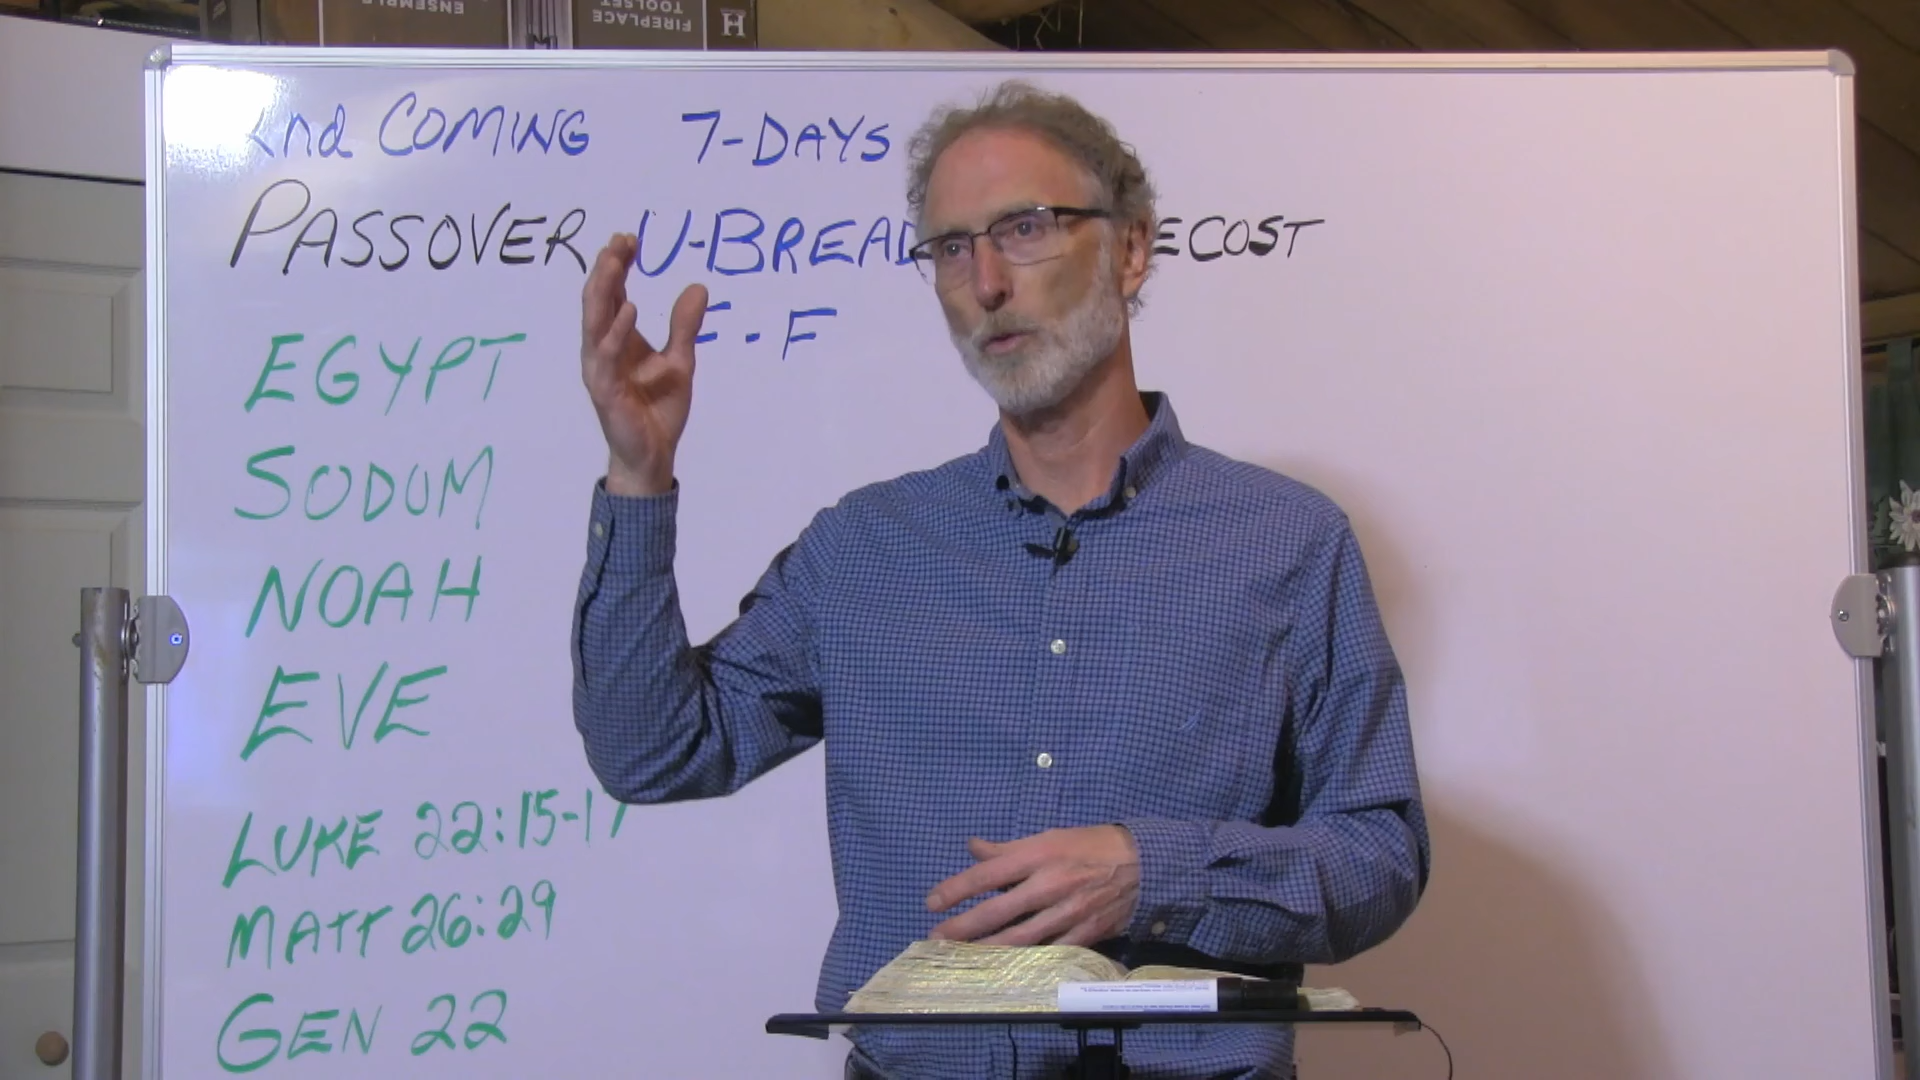 ENSEMBLE
FIREPLACE
TOOLSET
H
2nd COMING 7-DAYS
PASSOVER U-BREAD ECOST
F - F
EGYPT
SODOM
NOAH
EVE
LUKE 22:15-17
MATT 26:29
GEN 22